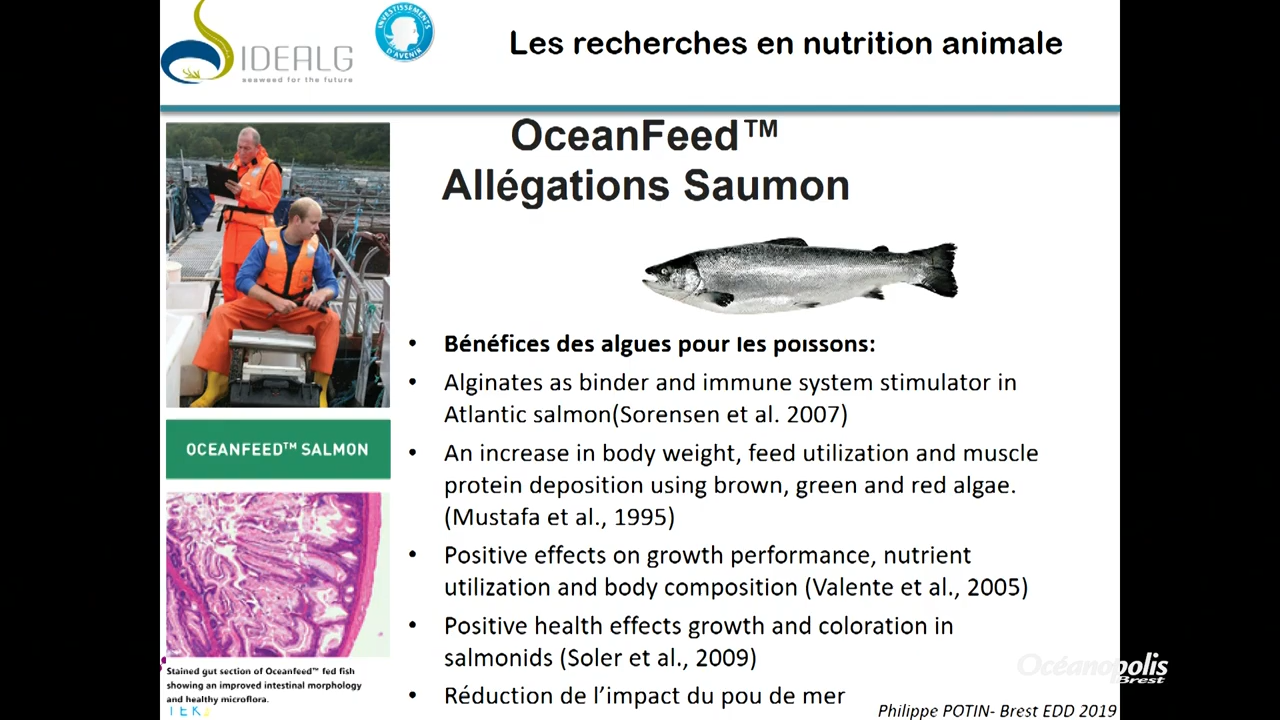 IDEALG
seaweed for the future
INVESTISSEMENTS
D'AVENIR
Les recherches en nutrition animale
OceanFeed™
Allégations Saumon
• Bénéfices des algues pour les poissons:
• Alginates as binder and immune system stimulator in
Atlantic salmon(Sorensen et al. 2007)
• An increase in body weight, feed utilization and muscle
protein deposition using brown, green and red algae.
(Mustafa et al., 1995)
• Positive effects on growth performance, nutrient
utilization and body composition (Valente et al., 2005)
• Positive health effects growth and coloration in
salmonids (Soler et al., 2009)
• Réduction de l'impact du pou de mer
OCEANFEED™ SALMON
Stained gut section of Oceanfeed™ fed fish
showing an improved intestinal morphology
and healthy microflora.
Océanopolis
Brest
Philippe POTIN- Brest EDD 2019